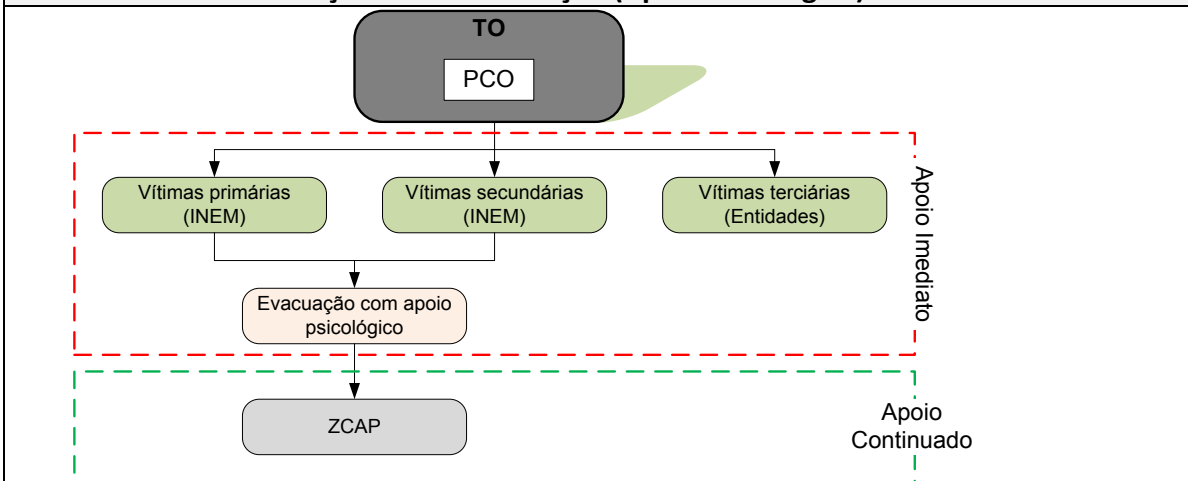 TO
PCO
Vítimas primárias
(INEM)
Vítimas secundárias
(INEM)
Vítimas terciárias
(Entidades)
Apoio Imediato
Evacuação com apoio
psicológico
ZCAP
Apoio
Continuado